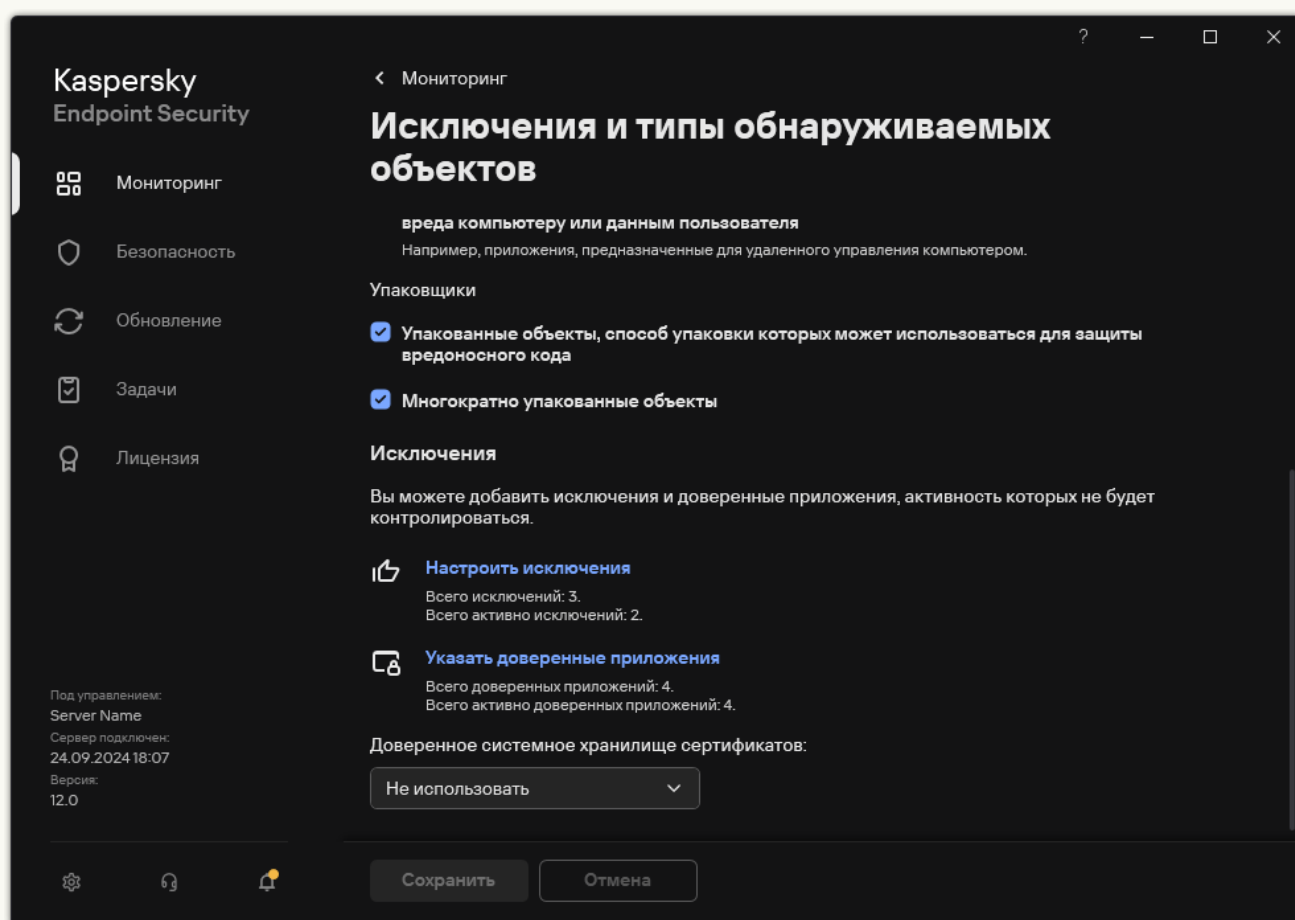 ?
Kaspersky
Endpoint Security
Мониторинг
Безопасность
Обновление
Задачи
Лицензия
Под управлением:
Server Name
Сервер подключен:
24.09.2024 18:07
Версия:
12.0
Мониторинг
Исключения и типы обнаруживаемых
объектов
вреда компьютеру или данным пользователя
Например, приложения, предназначенные для удаленного управления компьютером.
Упаковщики
Упакованные объекты, способ упаковки которых может использоваться для защиты
вредоносного кода
Многократно упакованные объекты
Исключения
Вы можете добавить исключения и доверенные приложения, активность которых не будет
контролироваться.
Настроить исключения
Всего исключений: 3.
Всего активно исключений: 2.
Указать доверенные приложения
Всего доверенных приложений: 4.
Всего активно доверенных приложений: 4.
Доверенное системное хранилище сертификатов:
Не использовать
Сохранить
Отмена